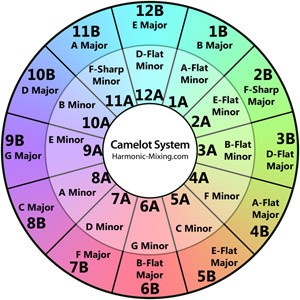 12B
E Major
1B
B Major
2B
F-Sharp
Major
3B
D-Flat
Major
A-Flat
Major
4B
E-Flat
Major
5B
B-Flat
Major
6B
F Major
7B
C Major
8B
9B
G Major
10B
D Major
11B
A Major
D-Flat
Minor
12A
A-Flat
Minor
1A
E-Flat
Minor
2A
B-Flat
Minor
3A
F Minor
4A
C Minor
5A
6A
G Minor
7A
D Minor
8A
A Minor
E Minor
9A
B Minor
10A
F-Sharp
Minor
11A
Camelot System
Harmonic-Mixing.com